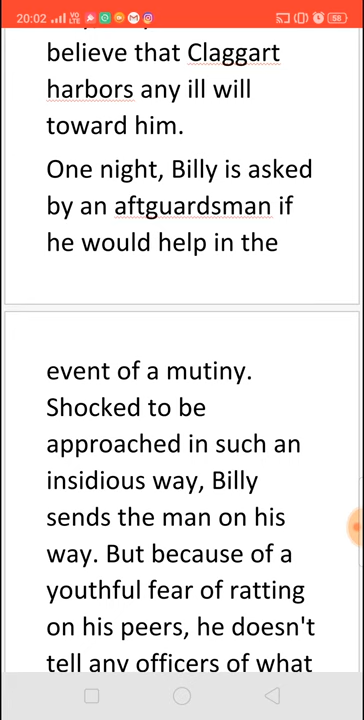 20:02 VO LTE 58
believe that Claggart
harbors any ill will
toward him.
One night, Billy is asked
by an aftguardsman if
he would help in the
event of a mutiny.
Shocked to be
approached in such an
insidious way, Billy
sends the man on his
way. But because of a
youthful fear of ratting
on his peers, he doesn't
tell any officers of what